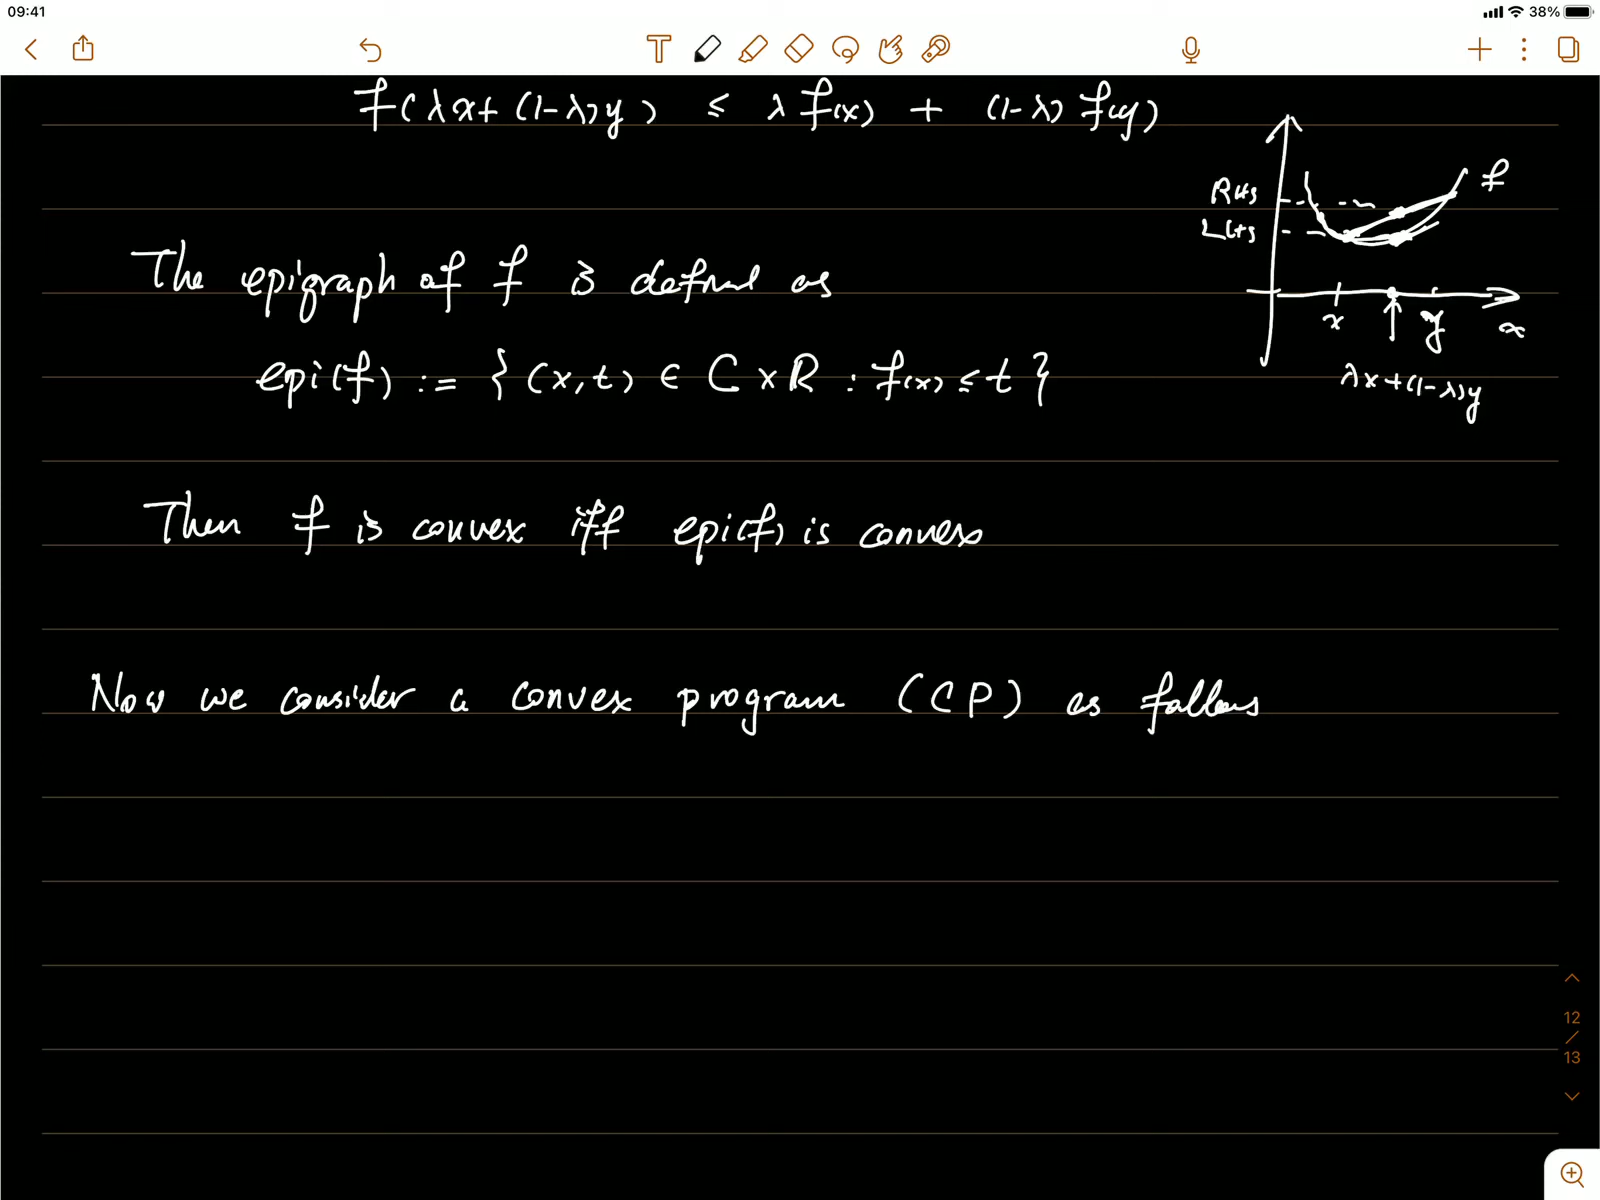 09:41
38%
f(λx+(1-λ)y) ≤ λ f(x) + (1-λ) f(y)
f
RHS
LHS
The epigraph of f is defined as
x
y
x
epi(f) := { (x,t) ∈ C × R : f(x) ≤ t }
λx+(1-λ)y
Then f is convex iff epi(f) is convex
Now we consider a convex program (CP) as follows
12
/
13